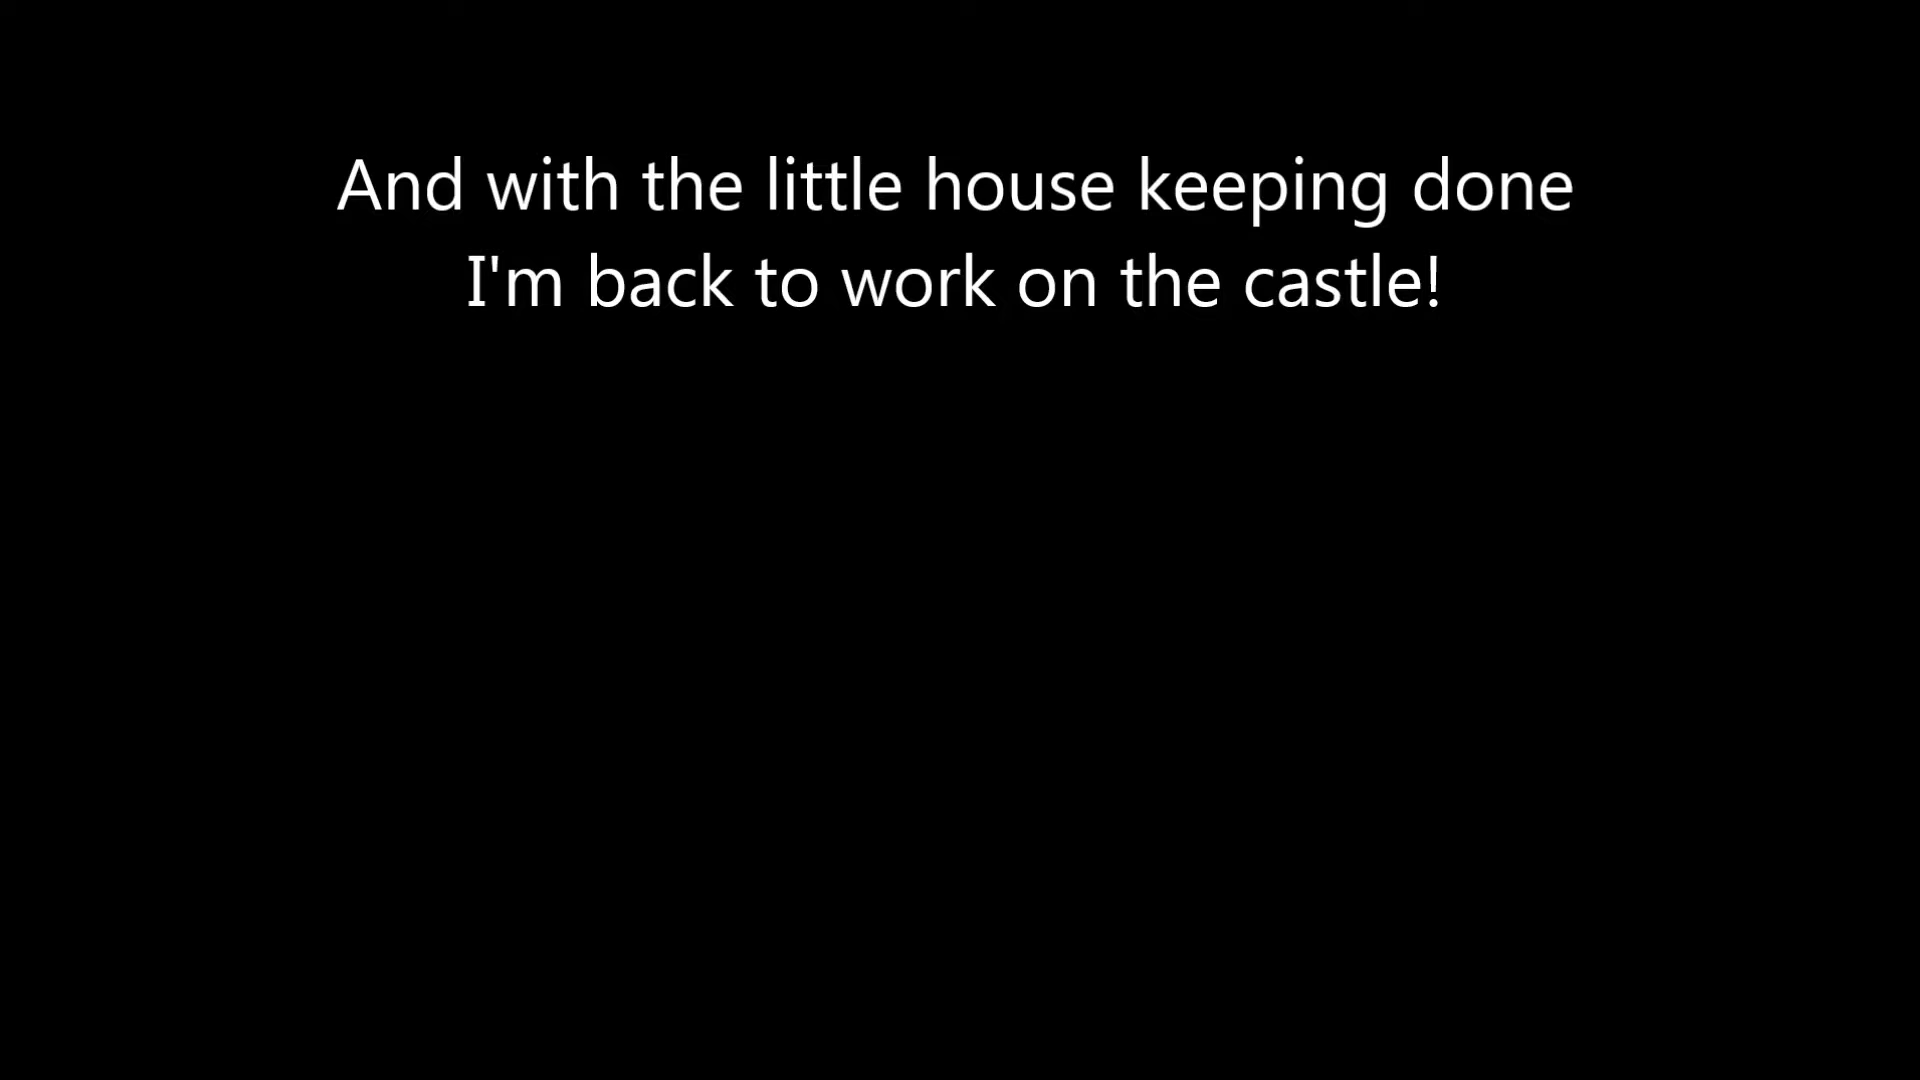 And with the little house keeping done
I'm back to work on the castle!